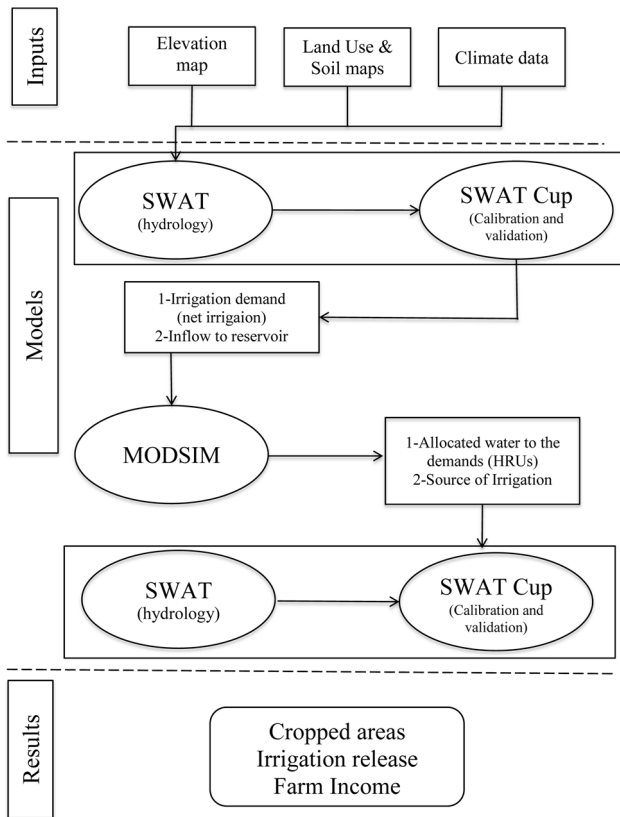 Inputs
Elevation
map
Land Use &
Soil maps
Climate data
Models
SWAT
(hydrology)
SWAT Cup
(Calibration and
validation)
1-Irrigation demand
(net irrigaion)
2-Inflow to reservoir
MODSIM
1-Allocated water to the
demands (HRUs)
2-Source of Irrigation
SWAT
(hydrology)
SWAT Cup
(Calibration and
validation)
Results
Cropped areas
Irrigation release
Farm Income